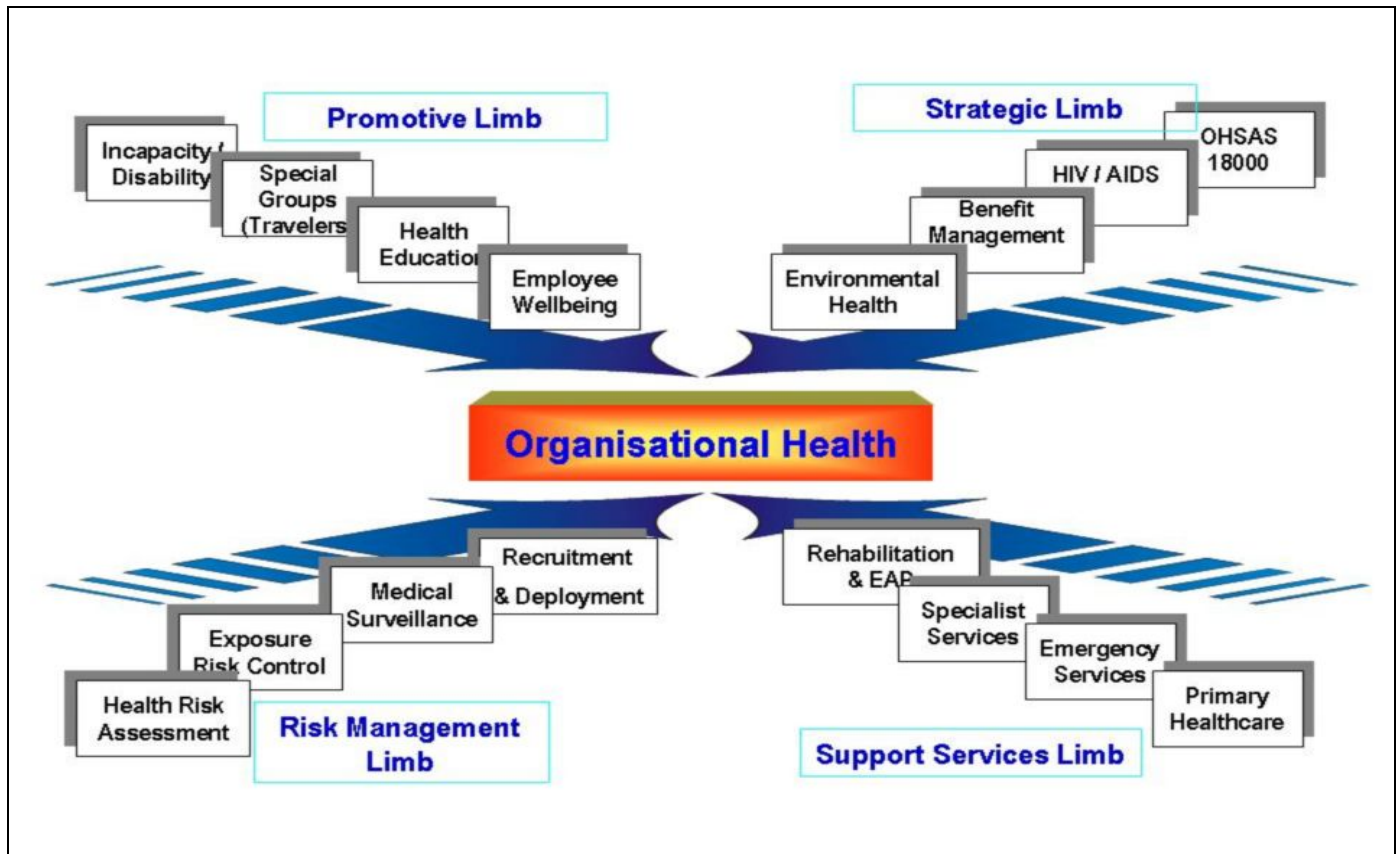 Promotive Limb
Incapacity /
Disability
Special
Groups
(Travelers
Health
Education
Employee
Wellbeing
Strategic Limb
OHSAS
18000
HIV / AIDS
Benefit
Management
Environmental
Health
Organisational Health
Recruitment
& Deployment
Medical
Surveillance
Exposure
Risk Control
Health Risk
Assessment
Risk Management
Limb
Rehabilitation
& EAP
Specialist
Services
Emergency
Services
Primary
Healthcare
Support Services Limb